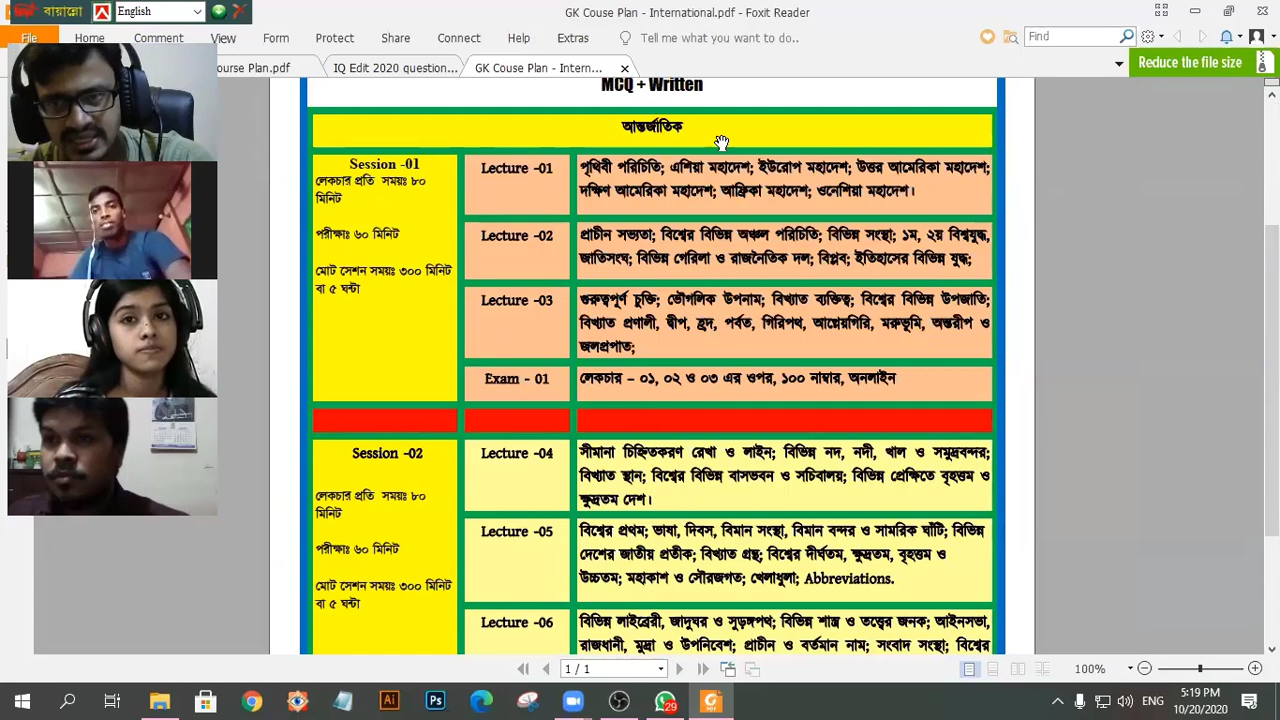 বায়ান্নো
English
GK Couse Plan - International.pdf - Foxit Reader
File
Home
Comment
View
Form
Protect
Share
Connect
Help
Extras
Tell me what you want to do..
Find
ourse Plan.pdf
IQ Edit 2020 question...
GK Couse Plan - Intern...
Reduce the file size
MCQ + Written
আন্তর্জাতিক
Session -01
লেকচার প্রতি সময়ঃ ৮০
মিনিট
পরীক্ষাঃ ৬০ মিনিট
মোট সেশন সময়ঃ ৩০০ মিনিট
বা ৫ ঘন্টা
Lecture -01
পৃথিবী পরিচিতি; এশিয়া মহাদেশ; ইউরোপ মহাদেশ; উত্তর আমেরিকা মহাদেশ;
দক্ষিণ আমেরিকা মহাদেশ; আফ্রিকা মহাদেশ; ওনেশিয়া মহাদেশ।
Lecture -02
প্রাচীন সভ্যতা; বিশ্বের বিভিন্ন অঞ্চল পরিচিতি; বিভিন্ন সংস্থা; ১ম, ২য় বিশ্বযুদ্ধ,
জাতিসংঘ; বিভিন্ন গেরিলা ও রাজনৈতিক দল; বিপ্লব; ইতিহাসের বিভিন্ন যুদ্ধ;
Lecture -03
গুরুত্বপূর্ণ চুক্তি; ভৌগলিক উপনাম; বিখ্যাত ব্যক্তিত্ব; বিশ্বের বিভিন্ন উপজাতি;
বিখ্যাত প্রণালী, দ্বীপ, হ্রদ, পর্বত, গিরিপথ, আগ্নেয়গিরি, মরুভূমি, অন্তরীপ ও
জলপ্রপাত;
Exam - 01
লেকচার – ০১, ০২ ও ০৩ এর ওপর, ১০০ নাম্বার, অনলাইন
Session -02
লেকচার প্রতি সময়ঃ ৮০
মিনিট
পরীক্ষাঃ ৬০ মিনিট
মোট সেশন সময়ঃ ৩০০ মিনিট
বা ৫ ঘন্টা
Lecture -04
সীমানা চিহ্নিতকরণ রেখা ও লাইন; বিভিন্ন নদ, নদী, খাল ও সমুদ্রবন্দর;
বিখ্যাত স্থান; বিশ্বের বিভিন্ন বাসভবন ও সচিবালয়; বিভিন্ন প্রেক্ষিতে বৃহত্তম ও
ক্ষুদ্রতম দেশ।
Lecture -05
বিশ্বের প্রথম; ভাষা, দিবস, বিমান সংস্থা, বিমান বন্দর ও সামরিক ঘাঁটি; বিভিন্ন
দেশের জাতীয় প্রতীক; বিখ্যাত গ্রন্থ; বিশ্বের দীর্ঘতম, ক্ষুদ্রতম, বৃহত্তম ও
উচ্চতম; মহাকাশ ও সৌরজগত; খেলাধুলা; Abbreviations.
Lecture -06
বিভিন্ন লাইব্রেরী, জাদুঘর ও সুড়ঙ্গপথ; বিভিন্ন শাস্ত্র ও তত্ত্বের জনক; আইনসভা,
রাজধানী, মুদ্রা ও উপনিবেশ; প্রাচীন ও বর্তমান নাম; সংবাদ সংস্থা; বিশ্বের
1 / 1
100%
29
ENG
5:19 PM
10/20/2020